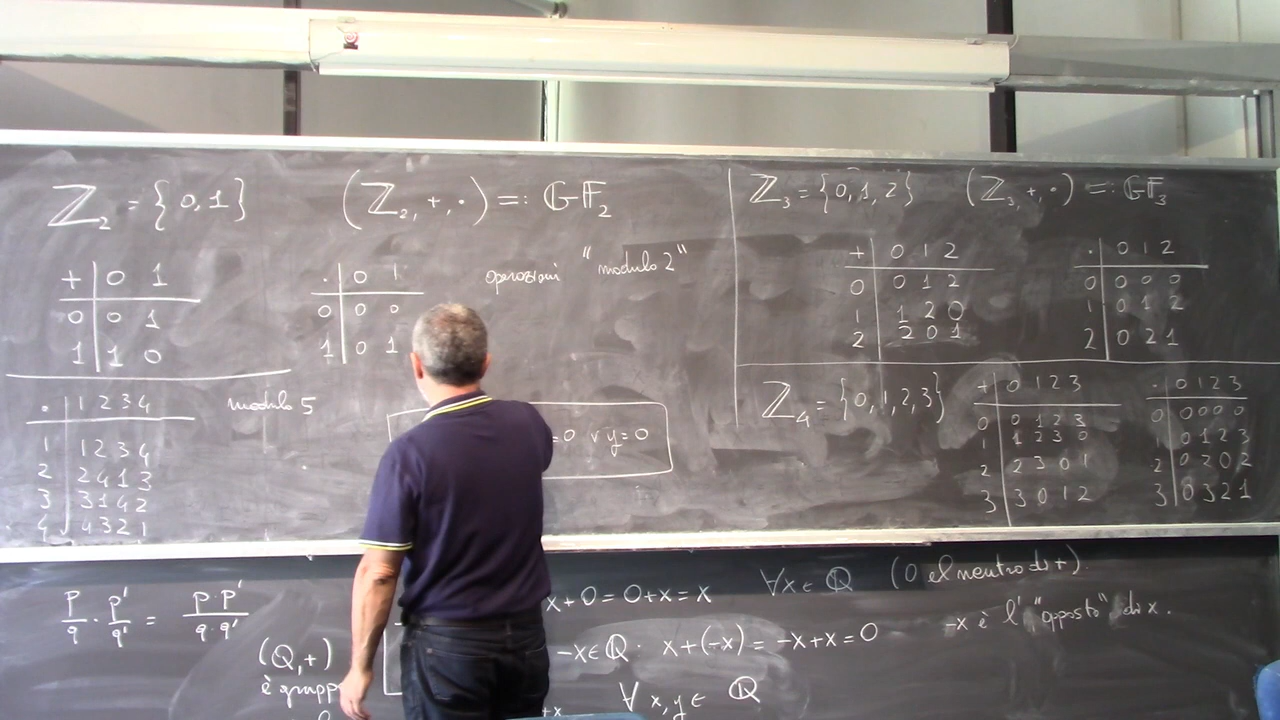 ℤ₂ = {0,1} (ℤ₂,+,·) =: 𝔾𝔽₂
+ | 0 1
0 | 0 1
1 | 1 0
· | 0 1
0 | 0 0
1 | 0 1
operazioni "modulo 2"
· | 1 2 3 4
1 | 1 2 3 4
2 | 2 4 1 3
3 | 3 1 4 2
4 | 4 3 2 1
modulo 5
=0 ∨ y=0
ℤ₃ = {0,1,2} (ℤ₃,+,·) =: 𝔾𝔽₃
+ | 0 1 2
0 | 0 1 2
1 | 1 2 0
2 | 2 0 1
· | 0 1 2
0 | 0 0 0
1 | 0 1 2
2 | 0 2 1
ℤ₄ = {0,1,2,3}
+ | 0 1 2 3
0 | 0 1 2 3
1 | 1 2 3 0
2 | 2 3 0 1
3 | 3 0 1 2
· | 0 1 2 3
0 | 0 0 0 0
1 | 0 1 2 3
2 | 0 2 0 2
3 | 0 3 2 1
p/q · p'/q' = p·p'/q·q'
(ℚ,+)
è grupp
x+0=0+x=x ∀x∈ℚ (0 el neutro di +).
-x∈ℚ· x+(-x)=-x+x=0 -x è l'"opposto" di x.
∀ x,y ∈ ℚ
+x